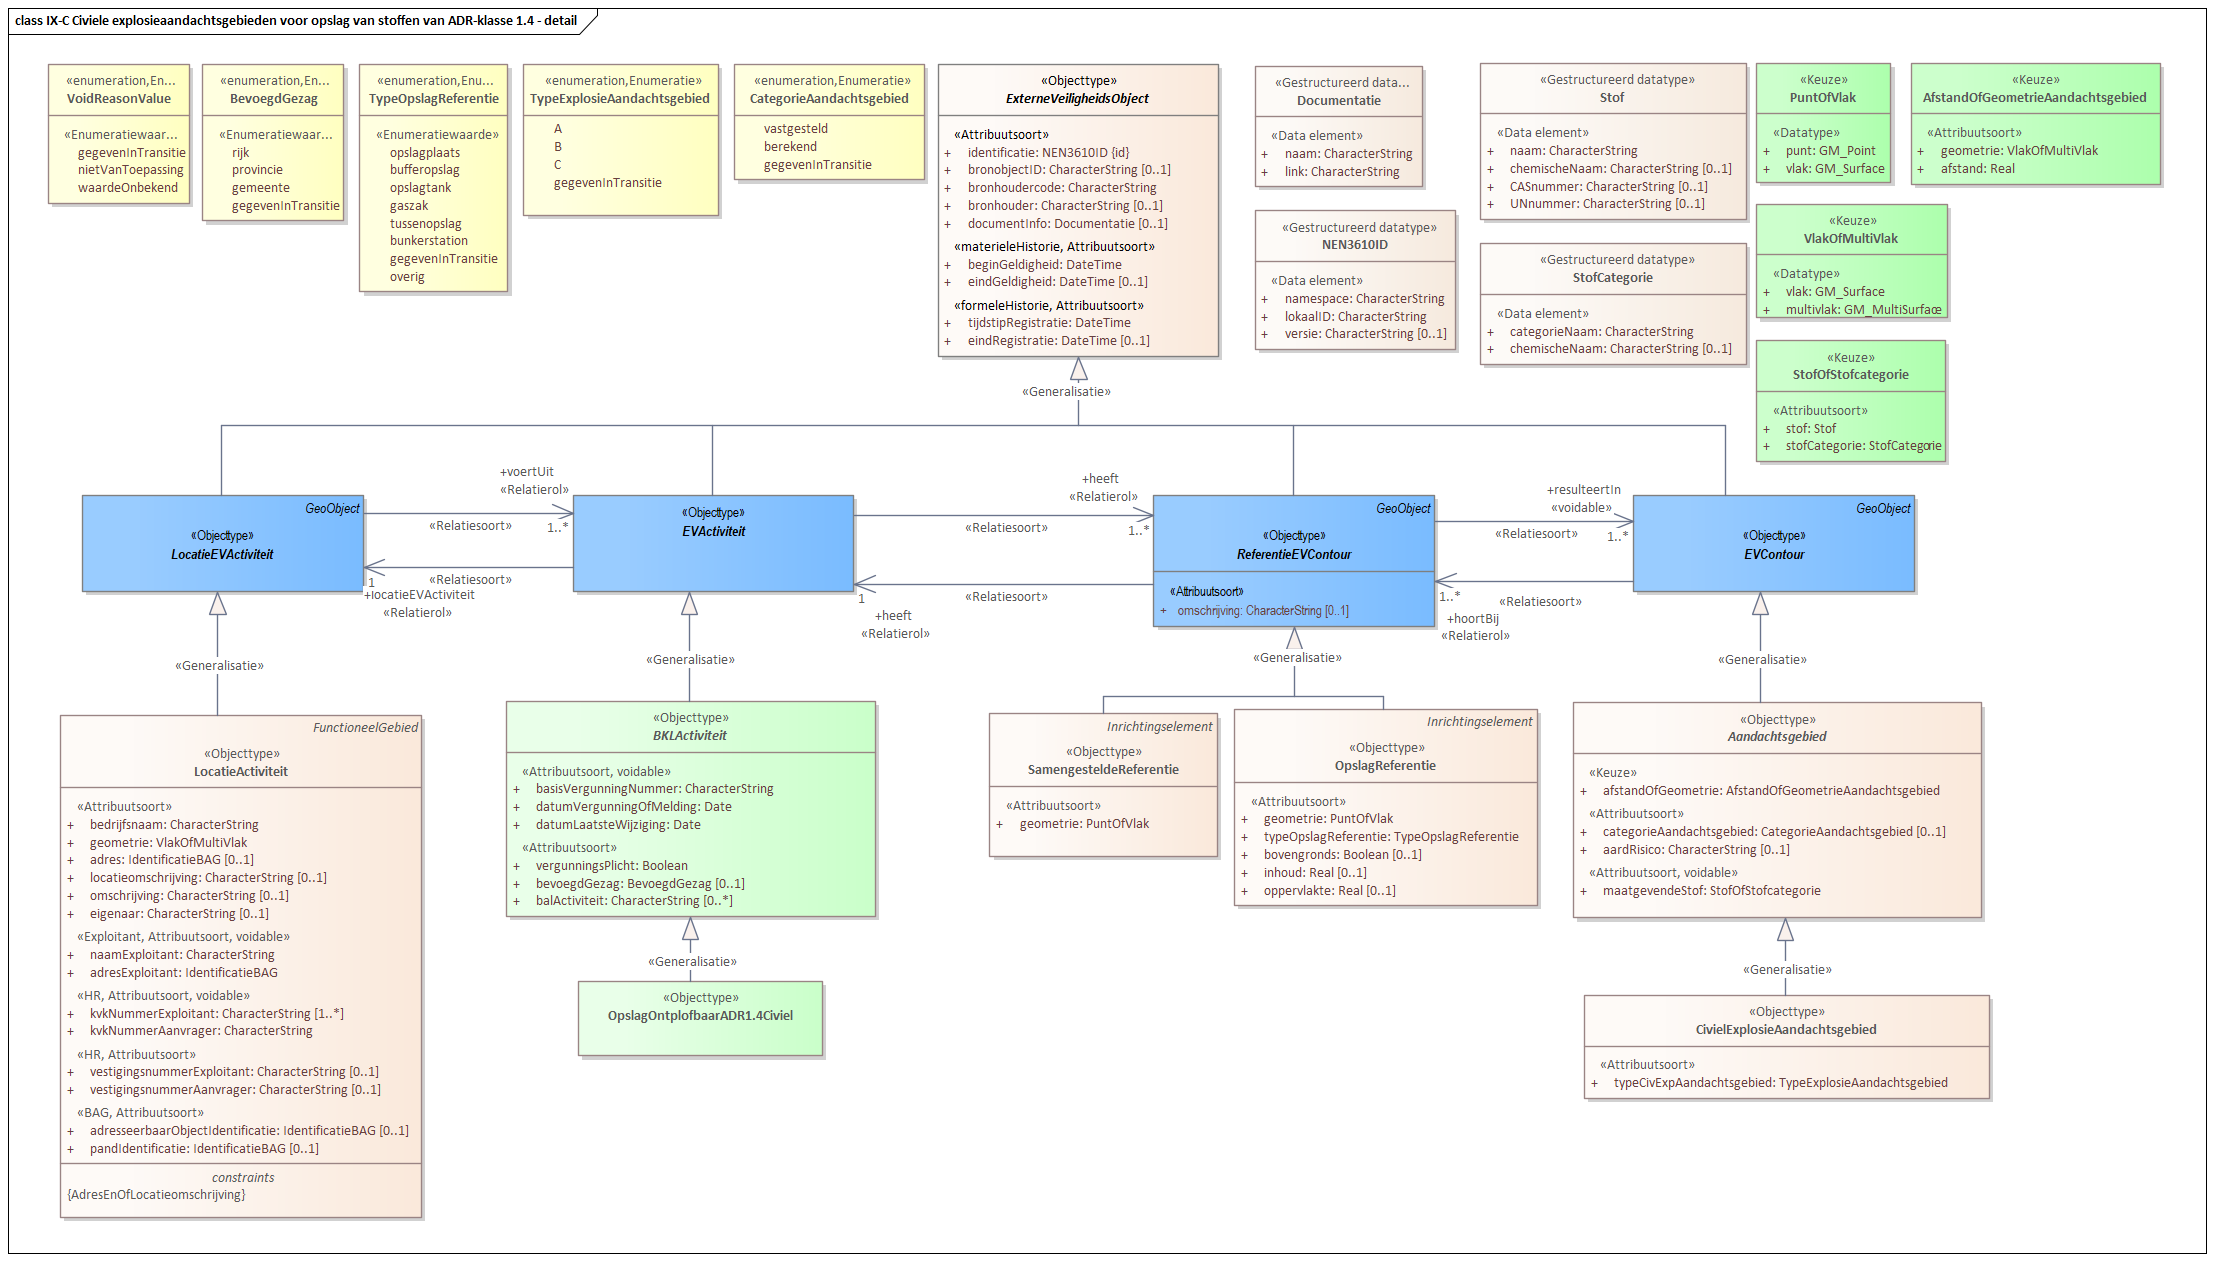 class IX-C Civiele explosieaandachtsgebieden voor opslag van stoffen van ADR-klasse 1.4 - detail
«enumeration,En...
VoidReasonValue
«Enumeratiewaar...
gegevenInTransitie
nietVanToepassing
waardeOnbekend
«enumeration,En...
BevoegdGezag
«Enumeratiewaar...
rijk
provincie
gemeente
gegevenInTransitie
«enumeration,Enu...
TypeOpslagReferentie
«Enumeratiewaarde»
opslagplaats
bufferopslag
opslagtank
gaszak
tussenopslag
bunkerstation
gegevenInTransitie
overig
«enumeration,Enumeratie»
TypeExplosieAandachtsgebied
A
B
C
gegevenInTransitie
«enumeration,Enumeratie»
CategorieAandachtsgebied
vastgesteld
berekend
gegevenInTransitie
«Objecttype»
ExterneVeiligheidsObject
«Attribuutsoort»
+ identificatie: NEN3610ID {id}
+ bronobjectID: CharacterString [0..1]
+ bronhoudercode: CharacterString
+ bronhouder: CharacterString [0..1]
+ documentInfo: Documentatie [0..1]
«materieleHistorie, Attribuutsoort»
+ beginGeldigheid: DateTime
+ eindGeldigheid: DateTime [0..1]
«formeleHistorie, Attribuutsoort»
+ tijdstipRegistratie: DateTime
+ eindRegistratie: DateTime [0..1]
«Gestructureerd data...
Documentatie
«Data element»
+ naam: CharacterString
+ link: CharacterString
«Gestructureerd datatype»
NEN3610ID
«Data element»
+ namespace: CharacterString
+ lokaalID: CharacterString
+ versie: CharacterString [0..1]
«Gestructureerd datatype»
Stof
«Data element»
+ naam: CharacterString
+ chemischeNaam: CharacterString [0..1]
+ CASnummer: CharacterString [0..1]
+ UNnummer: CharacterString [0..1]
«Gestructureerd datatype»
StofCategorie
«Data element»
+ categorieNaam: CharacterString
+ chemischeNaam: CharacterString [0..1]
«Keuze»
PuntOfVlak
«Datatype»
+ punt: GM_Point
+ vlak: GM_Surface
«Keuze»
AfstandOfGeometrieAandachtsgebied
«Attribuutsoort»
+ geometrie: VlakOfMultiVlak
+ afstand: Real
«Keuze»
VlakOfMultiVlak
«Datatype»
+ vlak: GM_Surface
+ multivlak: GM_MultiSurface
«Keuze»
StofOfStofcategorie
«Attribuutsoort»
+ stof: Stof
+ stofCategorie: StofCategorie
«Generalisatie»
GeoObject
«Objecttype»
LocatieEVActiviteit
+voertUit
«Relatierol»
1..*
«Relatiesoort»
«Relatiesoort»
1
+locatieEVActiviteit
«Relatierol»
«Objecttype»
EVActiviteit
+heeft
«Relatierol»
1..*
«Relatiesoort»
«Relatiesoort»
1
+heeft
«Relatierol»
GeoObject
«Objecttype»
ReferentieEVContour
«Attribuutsoort»
+ omschrijving: CharacterString [0..1]
+resulteertIn
«voidable»
1..*
«Relatiesoort»
«Relatiesoort»
1..*
+hoortBij
«Relatierol»
GeoObject
«Objecttype»
EVContour
«Generalisatie»
«Generalisatie»
«Generalisatie»
«Generalisatie»
FunctioneelGebied
«Objecttype»
LocatieActiviteit
«Attribuutsoort»
+ bedrijfsnaam: CharacterString
+ geometrie: VlakOfMultiVlak
+ adres: IdentificatieBAG [0..1]
+ locatieomschrijving: CharacterString [0..1]
+ omschrijving: CharacterString [0..1]
+ eigenaar: CharacterString [0..1]
«Exploitant, Attribuutsoort, voidable»
+ naamExploitant: CharacterString
+ adresExploitant: IdentificatieBAG
«HR, Attribuutsoort, voidable»
+ kvkNummerExploitant: CharacterString [1..*]
+ kvkNummerAanvrager: CharacterString
«HR, Attribuutsoort»
+ vestigingsnummerExploitant: CharacterString [0..1]
+ vestigingsnummerAanvrager: CharacterString [0..1]
«BAG, Attribuutsoort»
+ adresseerbaarObjectIdentificatie: IdentificatieBAG [0..1]
+ pandIdentificatie: IdentificatieBAG [0..1]
constraints
{AdresEnOfLocatieomschrijving}
«Objecttype»
BKLActiviteit
«Attribuutsoort, voidable»
+ basisVergunningNummer: CharacterString
+ datumVergunningOfMelding: Date
+ datumLaatsteWijziging: Date
«Attribuutsoort»
+ vergunningsPlicht: Boolean
+ bevoegdGezag: BevoegdGezag [0..1]
+ balActiviteit: CharacterString [0..*]
«Generalisatie»
«Objecttype»
OpslagOntplofbaarADR1.4Civiel
Inrichtingselement
«Objecttype»
SamengesteldeReferentie
«Attribuutsoort»
+ geometrie: PuntOfVlak
Inrichtingselement
«Objecttype»
OpslagReferentie
«Attribuutsoort»
+ geometrie: PuntOfVlak
+ typeOpslagReferentie: TypeOpslagReferentie
+ bovengronds: Boolean [0..1]
+ inhoud: Real [0..1]
+ oppervlakte: Real [0..1]
«Objecttype»
Aandachtsgebied
«Keuze»
+ afstandOfGeometrie: AfstandOfGeometrieAandachtsgebied
«Attribuutsoort»
+ categorieAandachtsgebied: CategorieAandachtsgebied [0..1]
+ aardRisico: CharacterString [0..1]
«Attribuutsoort, voidable»
+ maatgevendeStof: StofOfStofcategorie
«Generalisatie»
«Objecttype»
CivielExplosieAandachtsgebied
«Attribuutsoort»
+ typeCivExpAandachtsgebied: TypeExplosieAandachtsgebied